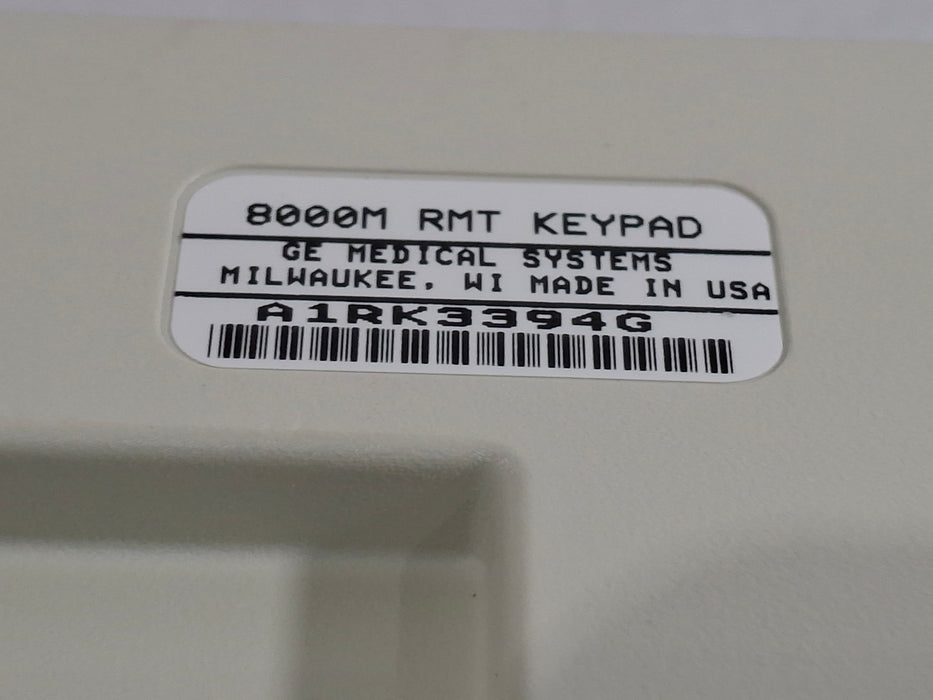 8000M RMT KEYPAD
GE MEDICAL SYSTEMS
MILWAUKEE, WI MADE IN USA
A1RK3394G